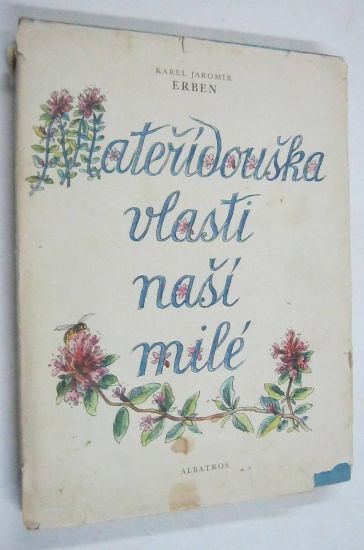 KAREL JAROMÍR
ERBEN
Mateřídouška
vlasti
naší
milé
ALBATROS